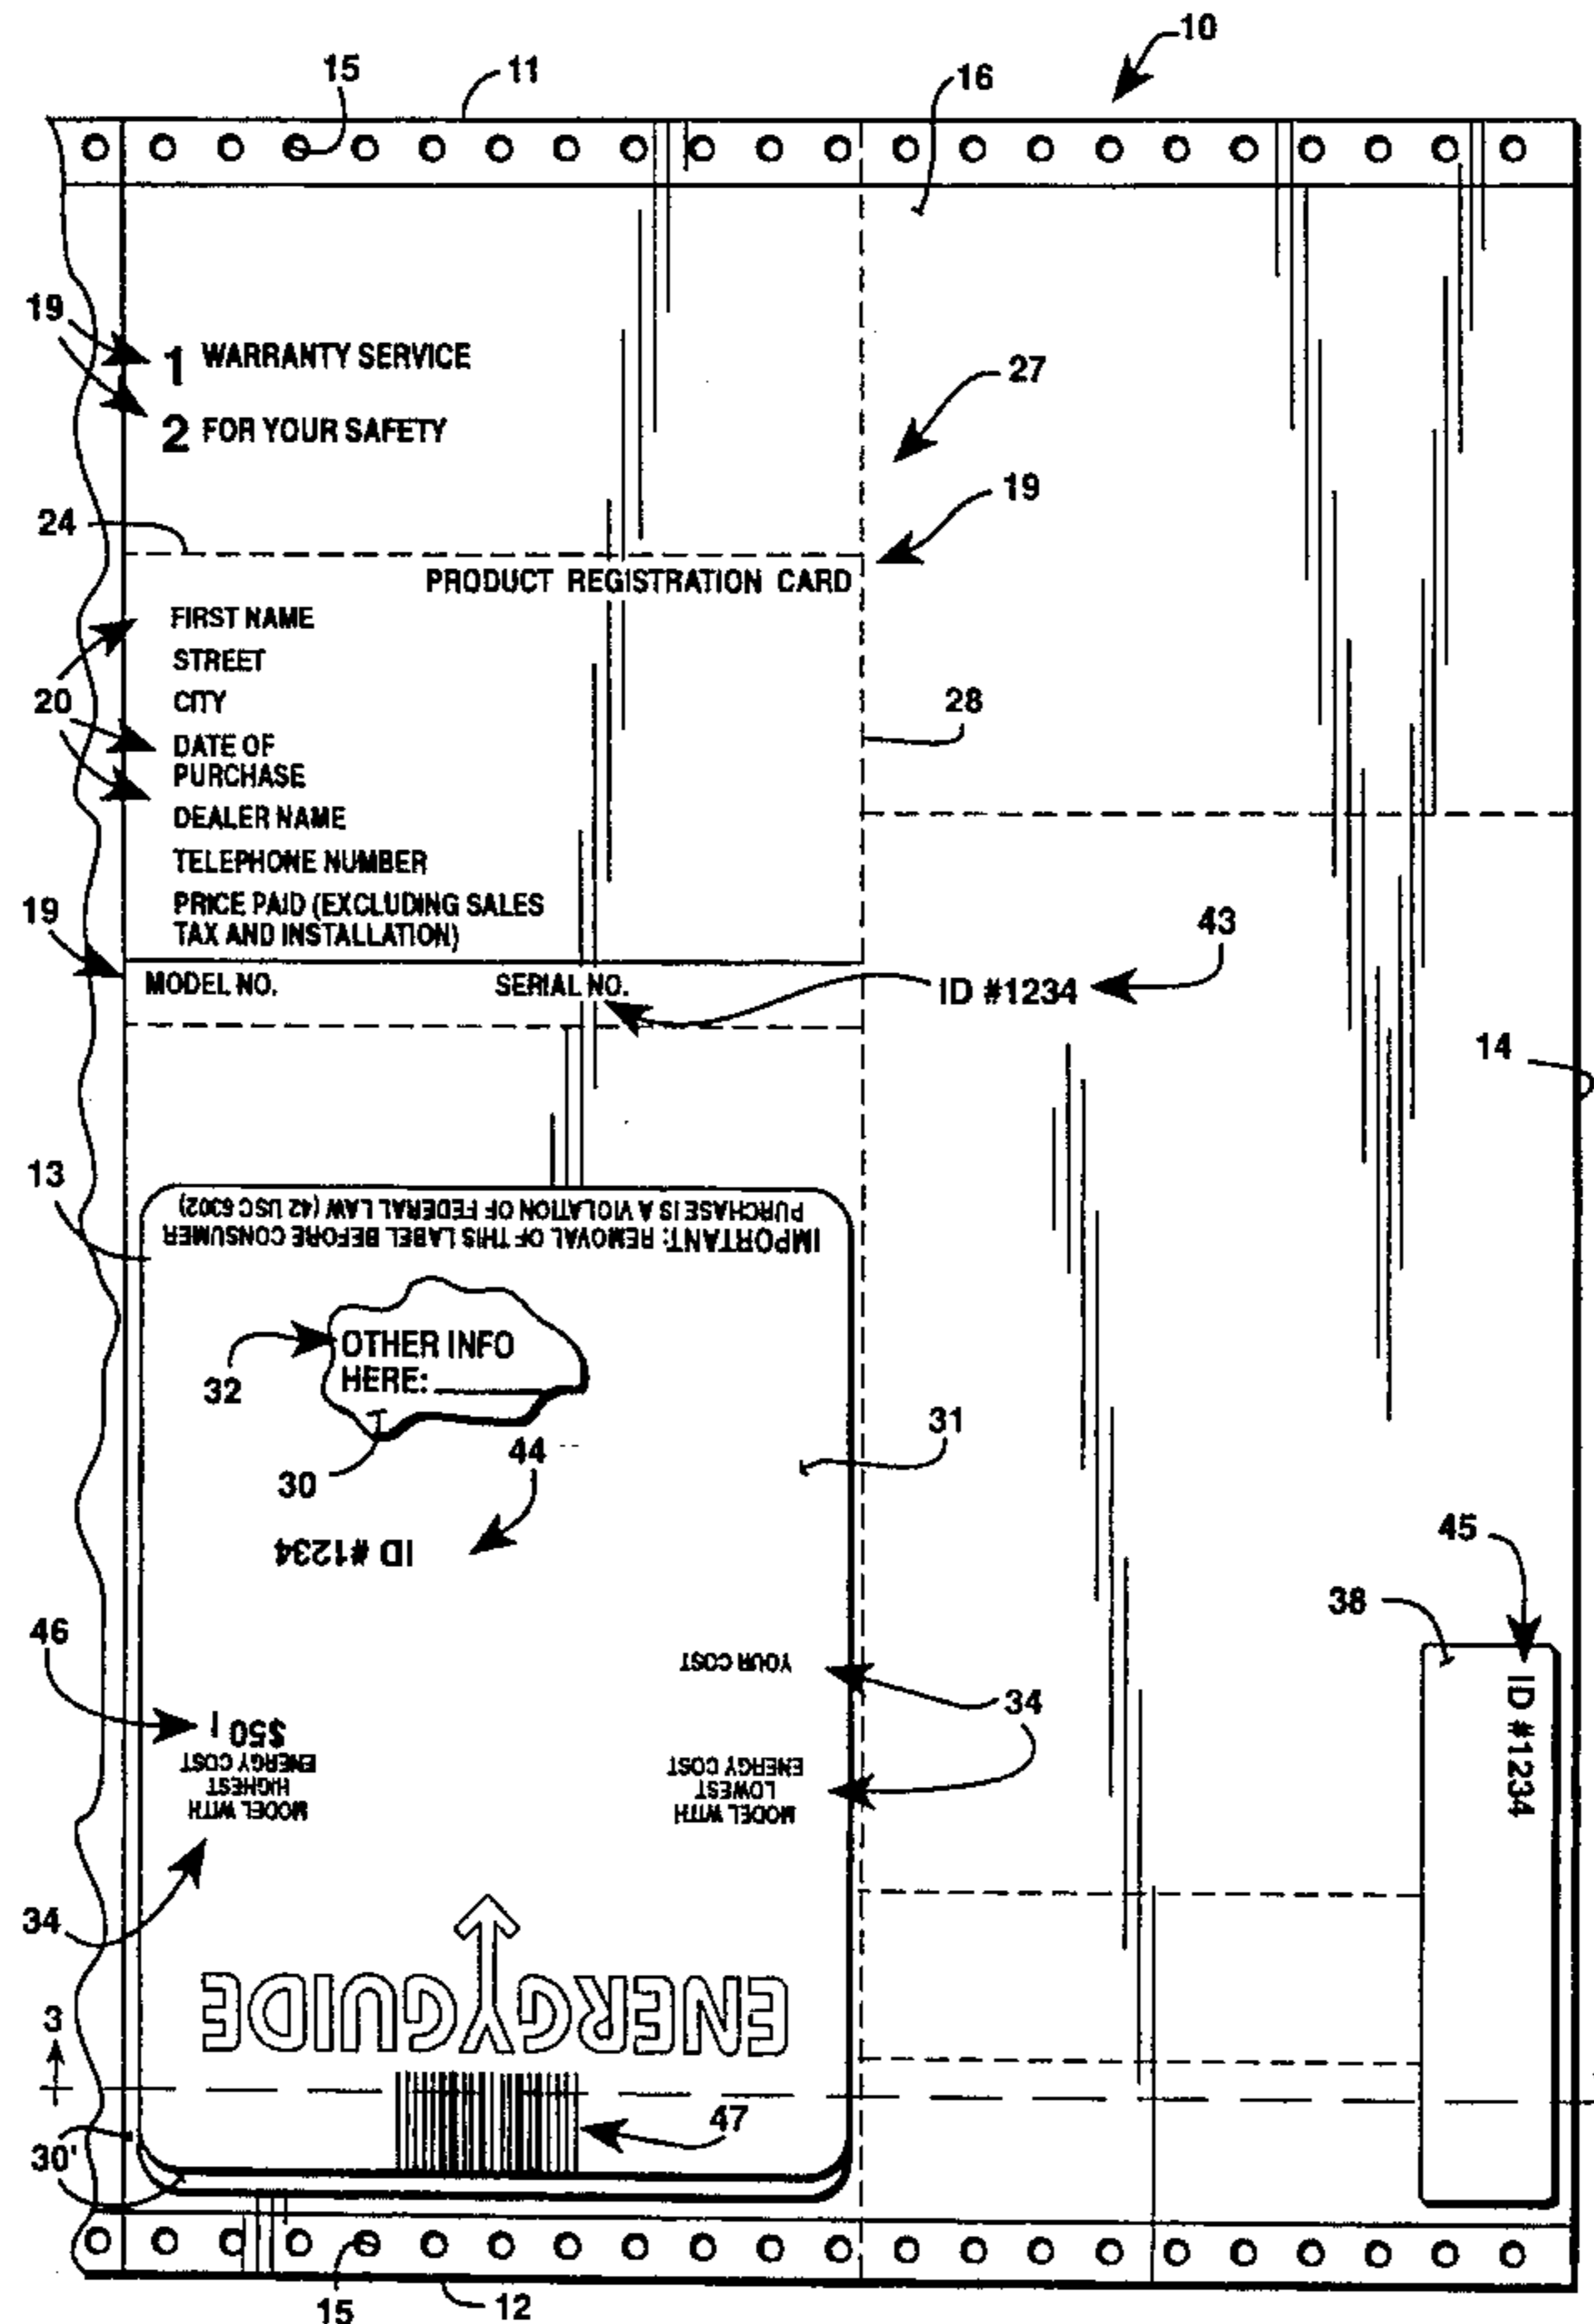 10
15
11
16
19
1 WARRANTY SERVICE
27
2 FOR YOUR SAFETY
19
24
PRODUCT REGISTRATION CARD
FIRST NAME
STREET
20
CITY
28
DATE OF
PURCHASE
DEALER NAME
TELEPHONE NUMBER
PRICE PAID (EXCLUDING SALES
TAX AND INSTALLATION)
19
43
MODEL NO. SERIAL NO.
ID #1234
14
13
IMPORTANT: REMOVAL OF THIS LABEL BEFORE CONSUMER
PURCHASE IS A VIOLATION OF FEDERAL LAW (42 USC 6302)
OTHER INFO
HERE:
32
31
44
30
ID #1234
45
38
46
YOUR COST
34
ID #1234
$50
MODEL WITH
HIGHEST
ENERGY COST
MODEL WITH
LOWEST
ENERGY COST
34
ENERGYGUIDE
3
47
30'
15
12